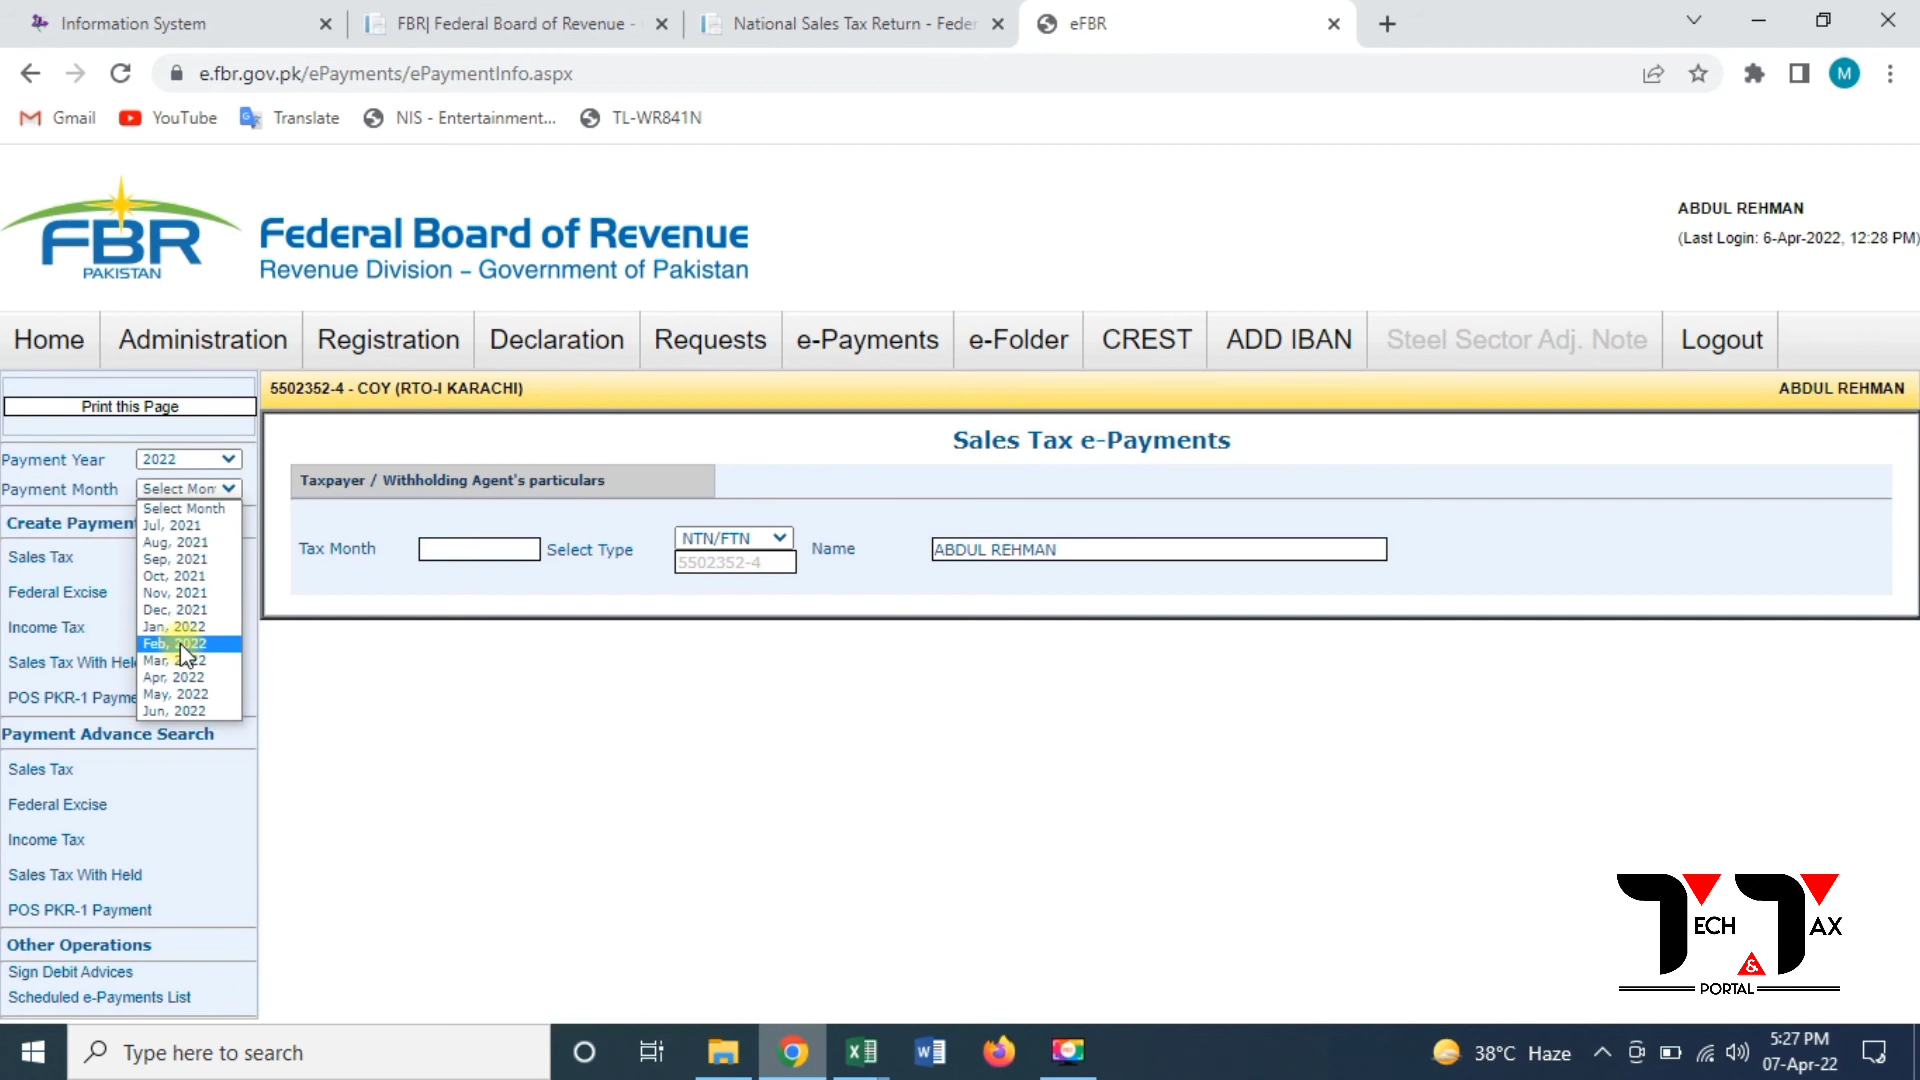 Information System
FBR| Federal Board of Revenue -
National Sales Tax Return - Feder
eFBR
e.fbr.gov.pk/ePayments/ePaymentInfo.aspx
M
Gmail
YouTube
Translate
NIS - Entertainment...
TL-WR841N
FBR
PAKISTAN
Federal Board of Revenue
Revenue Division – Government of Pakistan
ABDUL REHMAN
(Last Login: 6-Apr-2022, 12:28 PM)
Home
Administration
Registration
Declaration
Requests
e-Payments
e-Folder
CREST
ADD IBAN
Steel Sector Adj. Note
Logout
Print this Page
5502352-4 - COY (RTO-I KARACHI)
ABDUL REHMAN
Payment Year
2022
Payment Month
Select Mon
Select Month
Jul, 2021
Aug, 2021
Sep, 2021
Oct, 2021
Nov, 2021
Dec, 2021
Jan, 2022
Feb, 2022
Mar, 2022
Apr, 2022
May, 2022
Jun, 2022
Create Payment
Sales Tax
Federal Excise
Income Tax
Sales Tax With Hel
POS PKR-1 Payme
Payment Advance Search
Sales Tax
Federal Excise
Income Tax
Sales Tax With Held
POS PKR-1 Payment
Other Operations
Sign Debit Advices
Scheduled e-Payments List
Sales Tax e-Payments
Taxpayer / Withholding Agent's particulars
Tax Month
Select Type
NTN/FTN
5502352-4
Name
ABDUL REHMAN
TECH & TAX
PORTAL
Type here to search
38°C Haze
5:27 PM
07-Apr-22